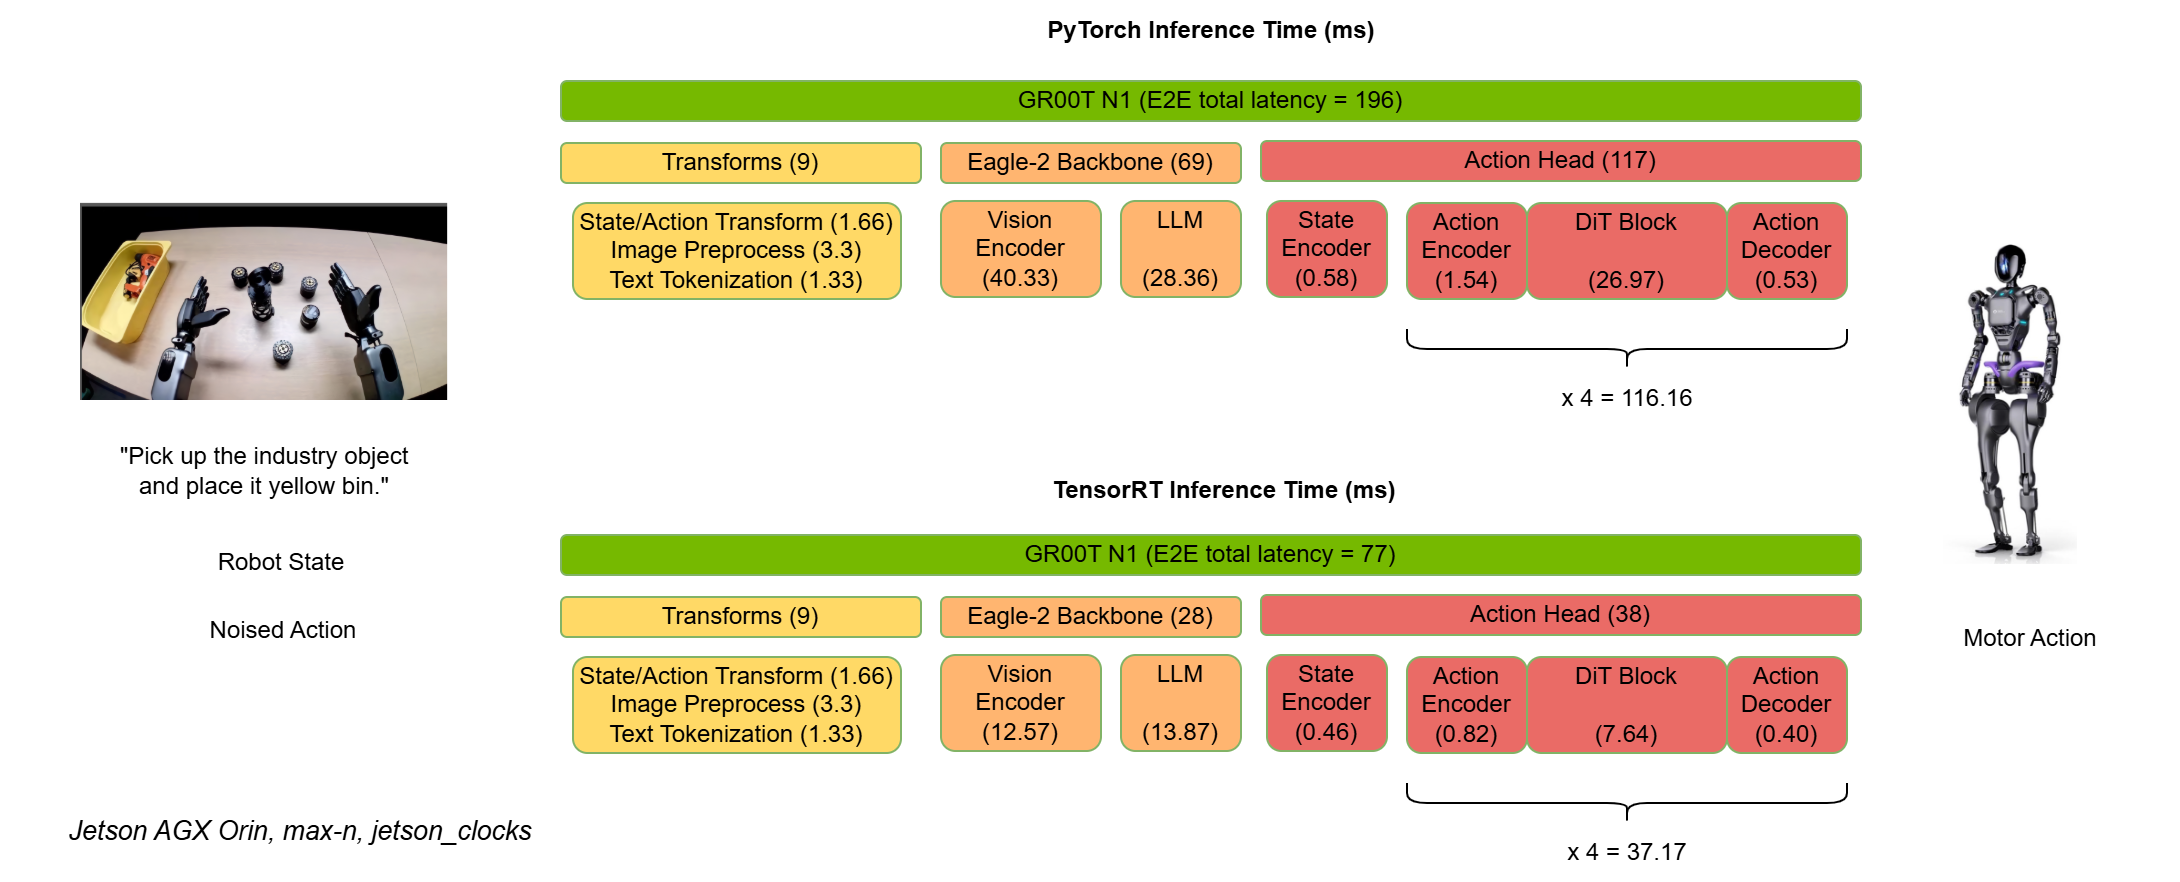 PyTorch Inference Time (ms)
GR00T N1 (E2E total latency = 196)
Transforms (9)
Eagle-2 Backbone (69)
Action Head (117)
State/Action Transform (1.66)
Image Preprocess (3.3)
Text Tokenization (1.33)
Vision
Encoder
(40.33)
LLM
(28.36)
State
Encoder
(0.58)
Action
Encoder
(1.54)
DiT Block
(26.97)
Action
Decoder
(0.53)
x 4 = 116.16
"Pick up the industry object
and place it yellow bin."
Robot State
Noised Action
TensorRT Inference Time (ms)
GR00T N1 (E2E total latency = 77)
Transforms (9)
Eagle-2 Backbone (28)
Action Head (38)
State/Action Transform (1.66)
Image Preprocess (3.3)
Text Tokenization (1.33)
Vision
Encoder
(12.57)
LLM
(13.87)
State
Encoder
(0.46)
Action
Encoder
(0.82)
DiT Block
(7.64)
Action
Decoder
(0.40)
x 4 = 37.17
Motor Action
Jetson AGX Orin, max-n, jetson_clocks